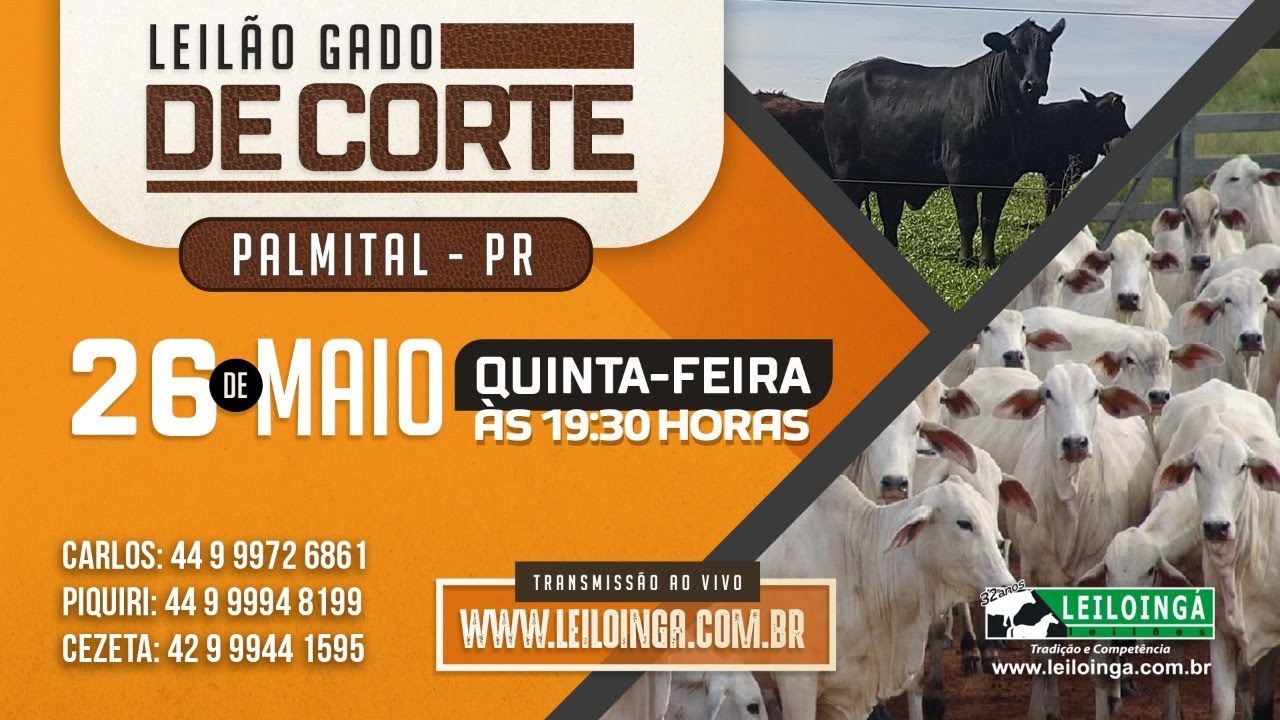 LEILÃO GADO
DE CORTE
PALMITAL - PR
26 DE MAIO
QUINTA-FEIRA
ÀS 19:30 HORAS
CARLOS: 44 9 9972 6861
PIQUIRI: 44 9 9994 8199
CEZETA: 42 9 9944 1595
TRANSMISSÃO AO VIVO
WWW.LEILOINGA.COM.BR
32 anos
LEILOINGÁ
leilões
Tradição e Competência
www.leiloinga.com.br